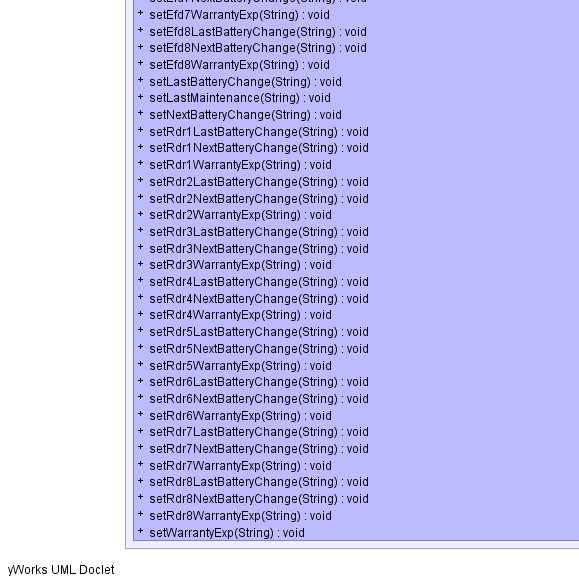 + setEfd7WarrantyExp(String) : void
+ setEfd8LastBatteryChange(String) : void
+ setEfd8NextBatteryChange(String) : void
+ setEfd8WarrantyExp(String) : void
+ setLastBatteryChange(String) : void
+ setLastMaintenance(String) : void
+ setNextBatteryChange(String) : void
+ setRdr1LastBatteryChange(String) : void
+ setRdr1NextBatteryChange(String) : void
+ setRdr1WarrantyExp(String) : void
+ setRdr2LastBatteryChange(String) : void
+ setRdr2NextBatteryChange(String) : void
+ setRdr2WarrantyExp(String) : void
+ setRdr3LastBatteryChange(String) : void
+ setRdr3NextBatteryChange(String) : void
+ setRdr3WarrantyExp(String) : void
+ setRdr4LastBatteryChange(String) : void
+ setRdr4NextBatteryChange(String) : void
+ setRdr4WarrantyExp(String) : void
+ setRdr5LastBatteryChange(String) : void
+ setRdr5NextBatteryChange(String) : void
+ setRdr5WarrantyExp(String) : void
+ setRdr6LastBatteryChange(String) : void
+ setRdr6NextBatteryChange(String) : void
+ setRdr6WarrantyExp(String) : void
+ setRdr7LastBatteryChange(String) : void
+ setRdr7NextBatteryChange(String) : void
+ setRdr7WarrantyExp(String) : void
+ setRdr8LastBatteryChange(String) : void
+ setRdr8NextBatteryChange(String) : void
+ setRdr8WarrantyExp(String) : void
+ setWarrantyExp(String) : void
yWorks UML Doclet